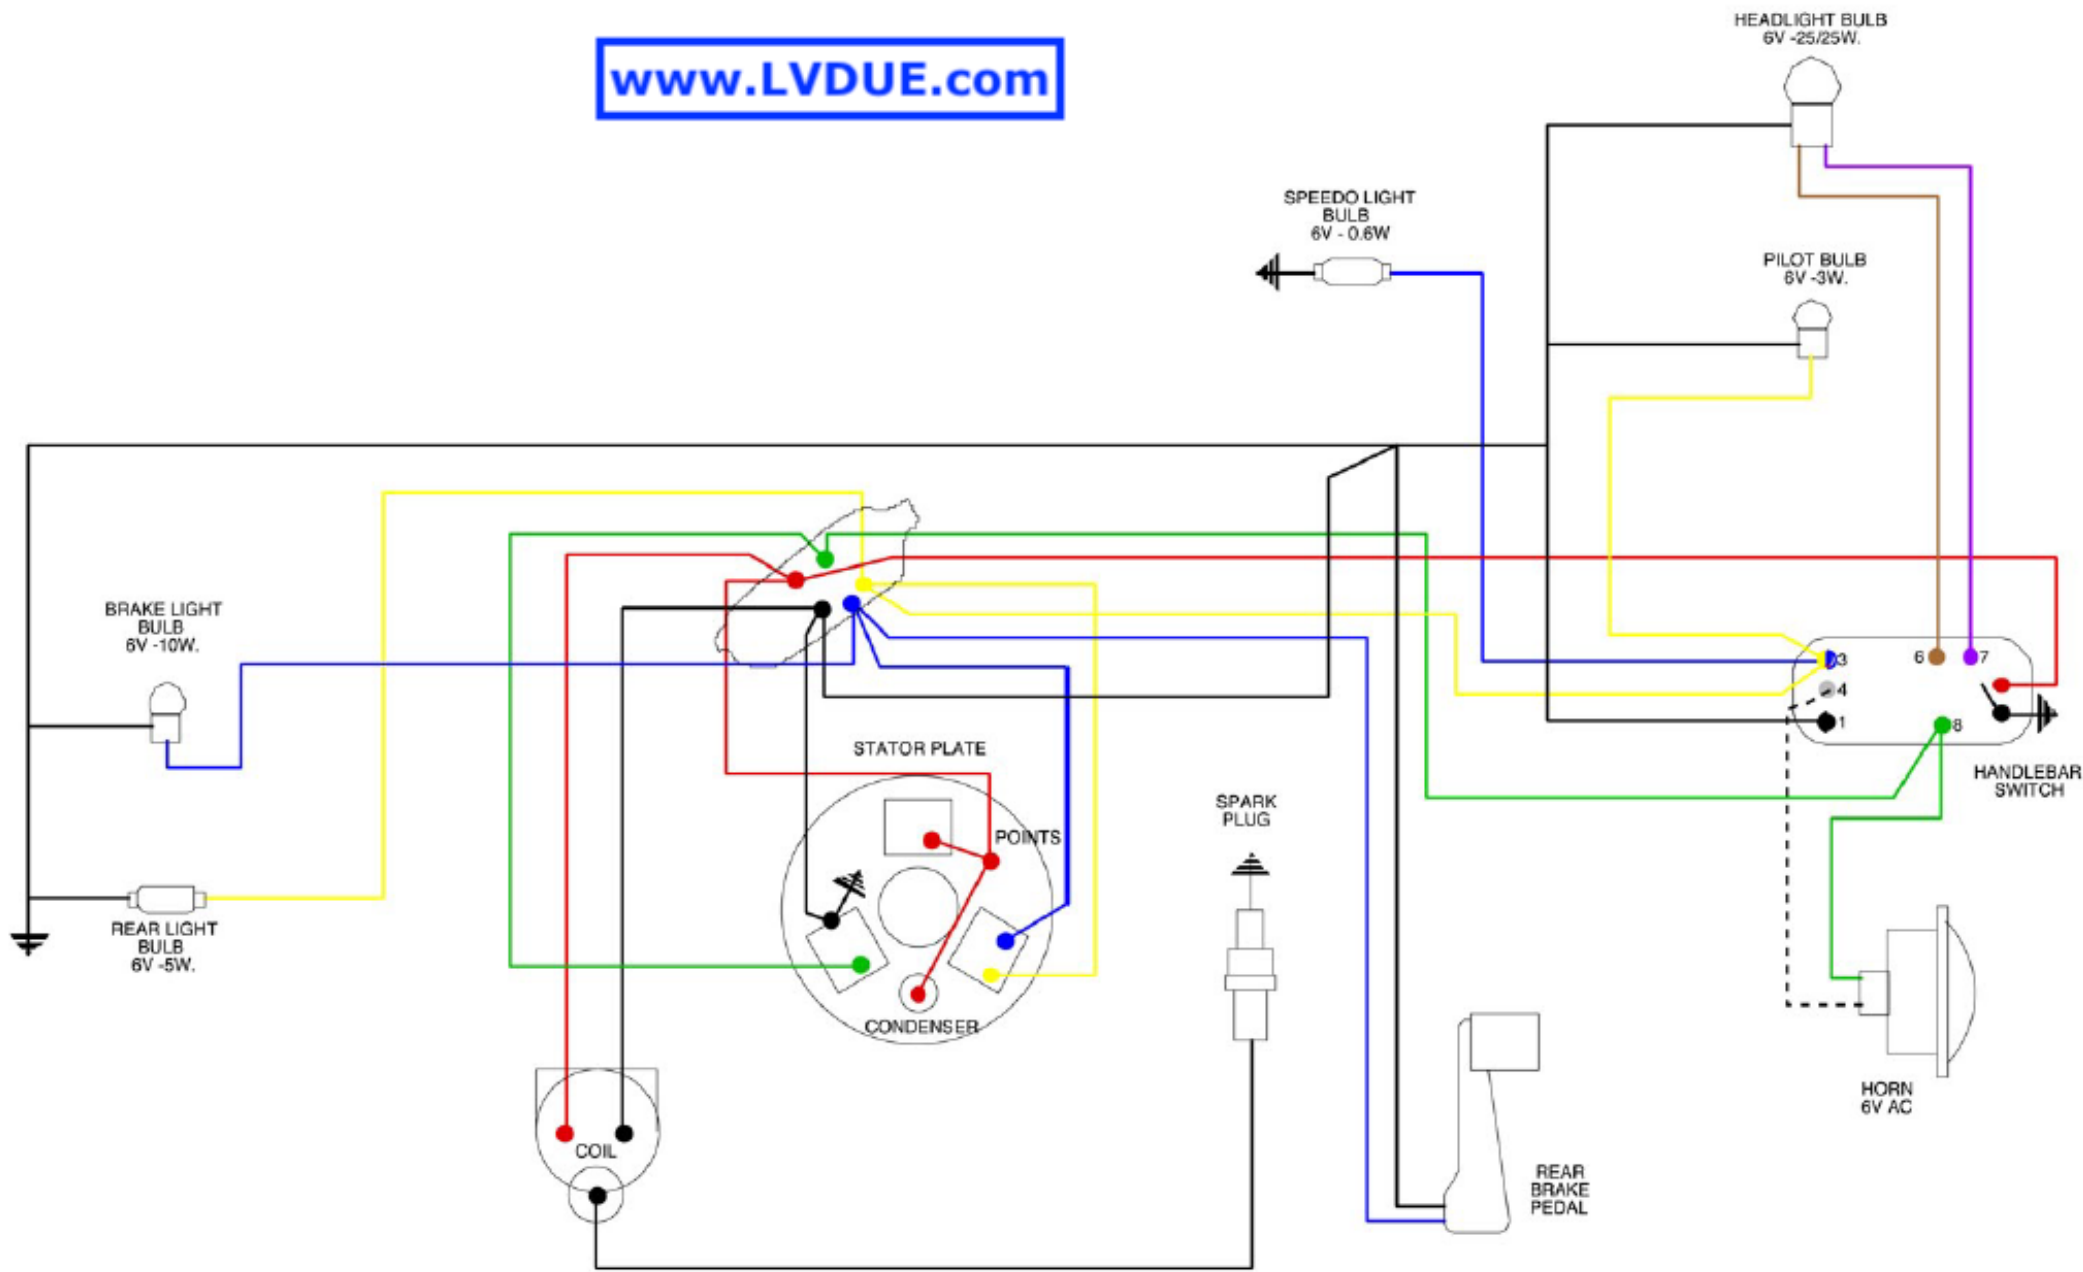 www.LVDUE.com
HEADLIGHT BULB
6V -25/25W.
SPEEDO LIGHT
BULB
6V - 0.6W
PILOT BULB
6V -3W.
BRAKE LIGHT
BULB
6V -10W.
3
4
1
6
7
8
HANDLEBAR
SWITCH
STATOR PLATE
POINTS
CONDENSER
SPARK
PLUG
REAR LIGHT
BULB
6V -5W.
COIL
HORN
6V AC
REAR
BRAKE
PEDAL